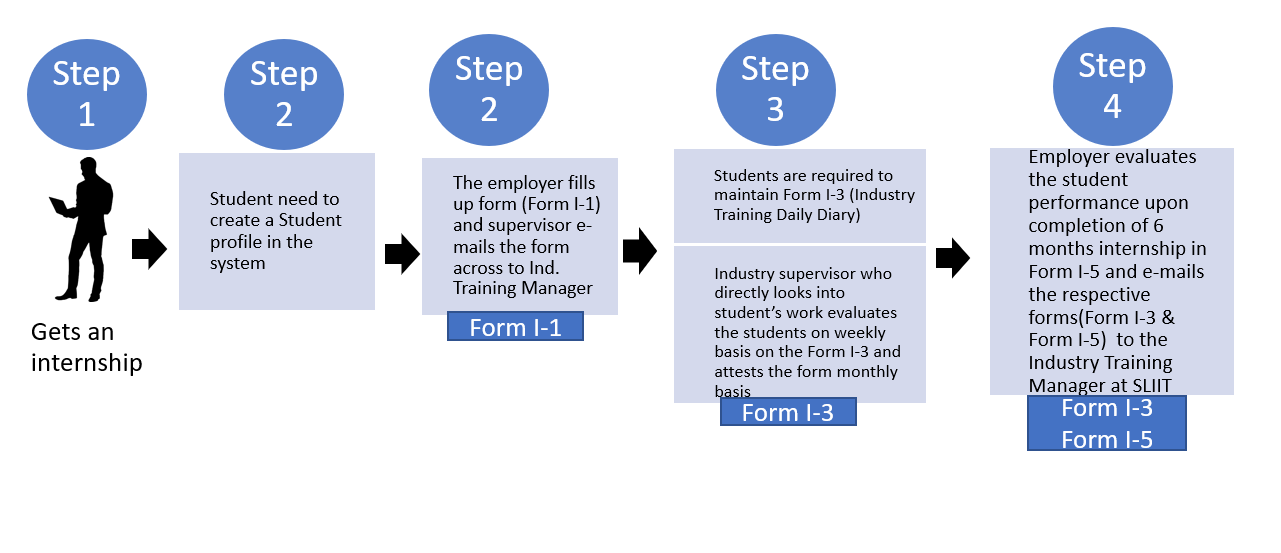 Step
1
Gets an
internship
Step
2
Student need to
create a Student
profile in the
system
Step
2
The employer fills
up form (Form I-1)
and supervisor e-
mails the form
across to Ind.
Training Manager
Form I-1
Step
3
Students are required to
maintain Form I-3 (Industry
Training Daily Diary)
Industry supervisor who
directly looks into
student’s work evaluates
the students on weekly
basis on the Form I-3 and
attests the form monthly
basis
Form I-3
Step
4
Employer evaluates
the student
performance upon
completion of 6
months internship in
Form I-5 and e-mails
the respective
forms(Form I-3 &
Form I-5)  to the
Industry Training
Manager at SLIIT
Form I-3
Form I-5